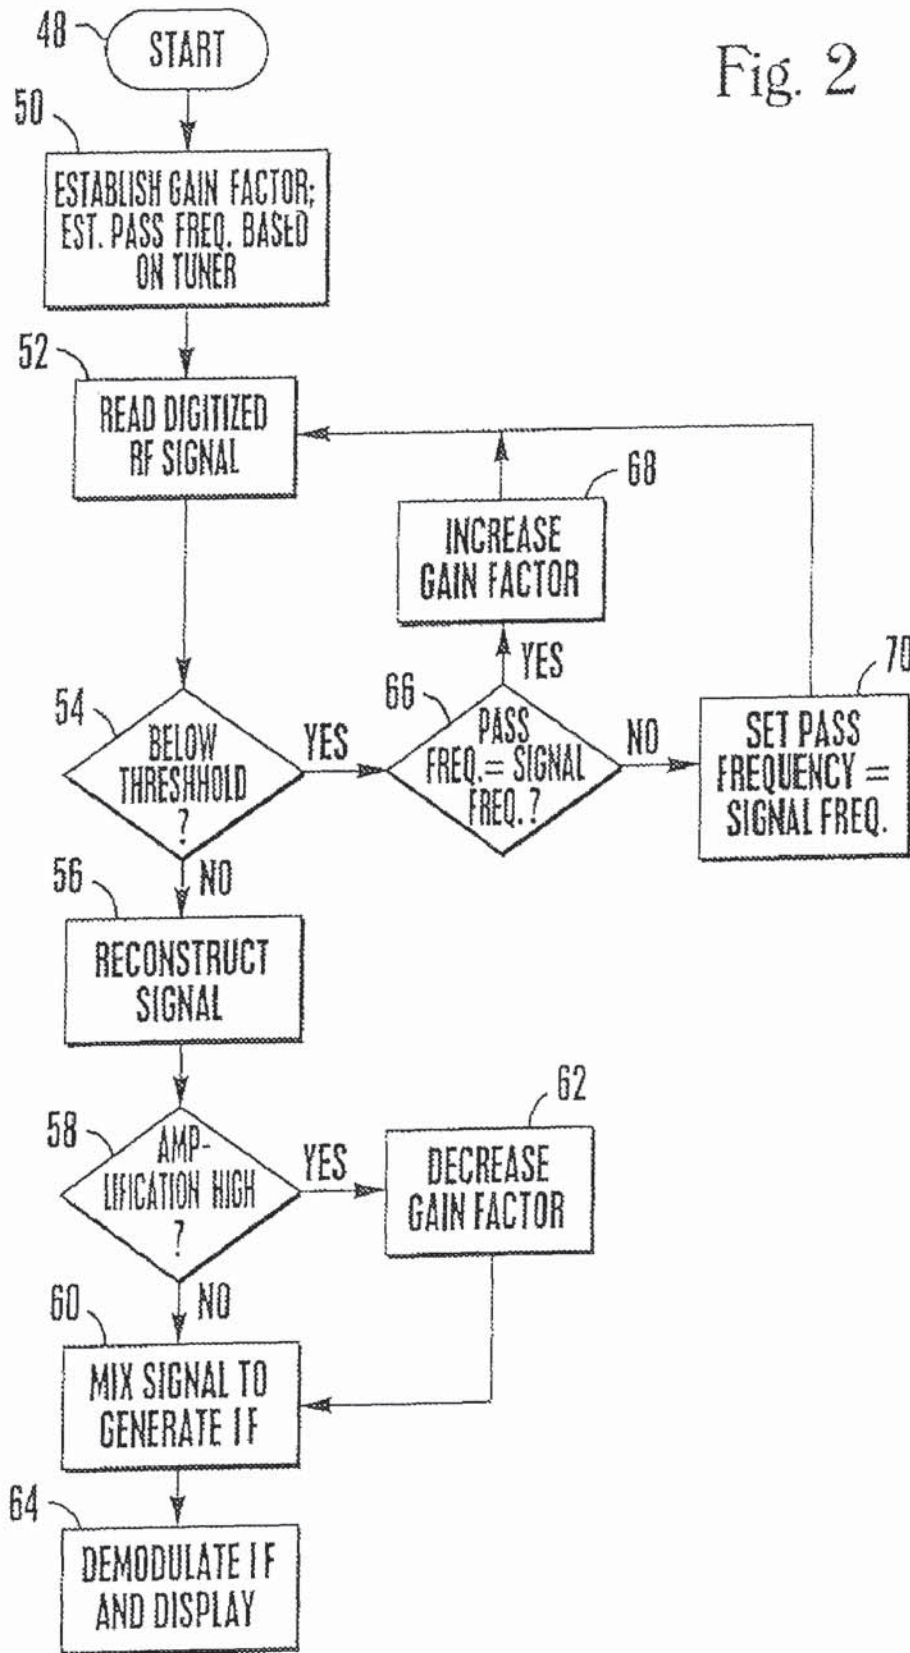 Fig. 2
48
START
50
ESTABLISH GAIN FACTOR;
EST. PASS FREQ. BASED
ON TUNER
52
READ DIGITIZED
RF SIGNAL
68
INCREASE
GAIN FACTOR
YES
54
BELOW
THRESHHOLD
?
YES
66
PASS
FREQ. = SIGNAL
FREQ. ?
NO
70
SET PASS
FREQUENCY =
SIGNAL FREQ.
NO
56
RECONSTRUCT
SIGNAL
58
AMP-
LIFICATION HIGH
?
YES
62
DECREASE
GAIN FACTOR
NO
60
MIX SIGNAL TO
GENERATE IF
64
DEMODULATE IF
AND DISPLAY